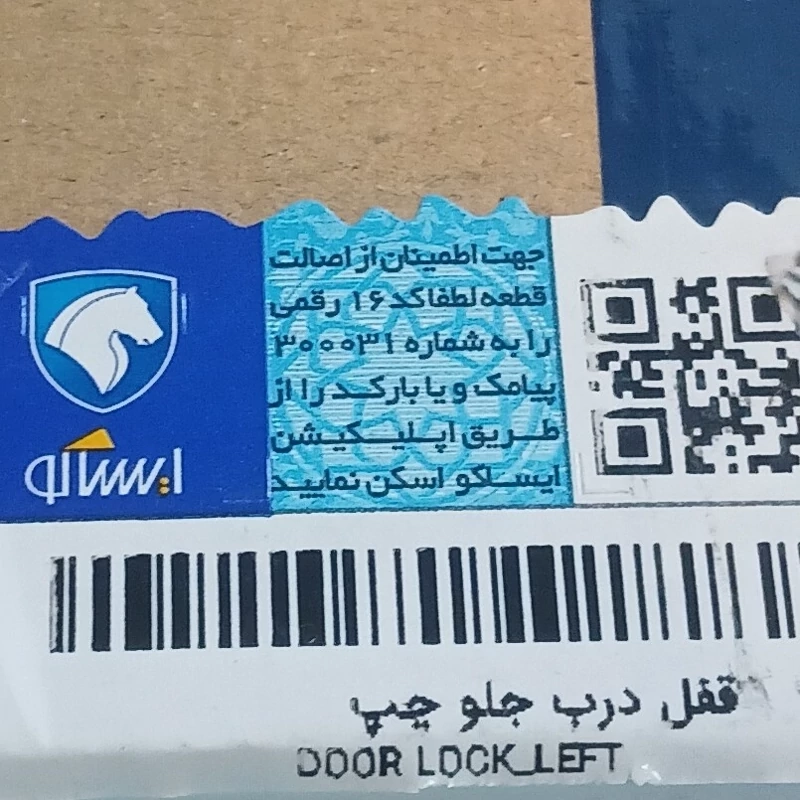 جهت اطمینان از اصالت
قطعه لطفا کد ۱۶ رقمی
را به شماره ۳۰۰۰۳۱
پیامک و یا بارکد را از
طریق اپلیکیشن
ایساکو اسکن نمایید
ایساکو
قفل درب جلو چپ
DOOR LOCK_LEFT